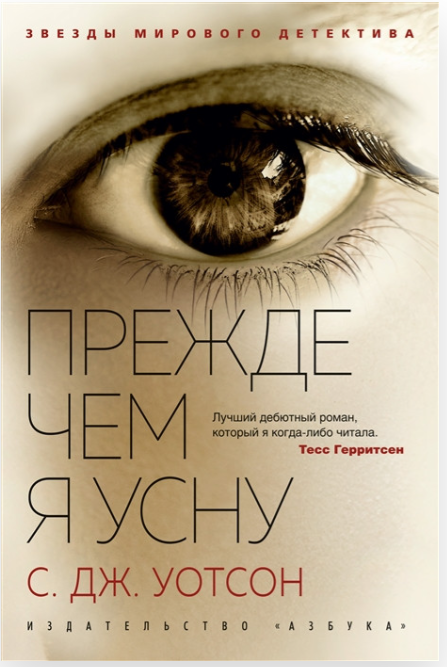 ЗВЕЗДЫ МИРОВОГО ДЕТЕКТИВА
ПРЕЖДЕ
ЧЕМ
Лучший дебютный роман,
который я когда-либо читала.
Тесс Герритсен
Я УСНУ
С. ДЖ. УОТСОН
ИЗДАТЕЛЬСТВО «АЗБУКА»